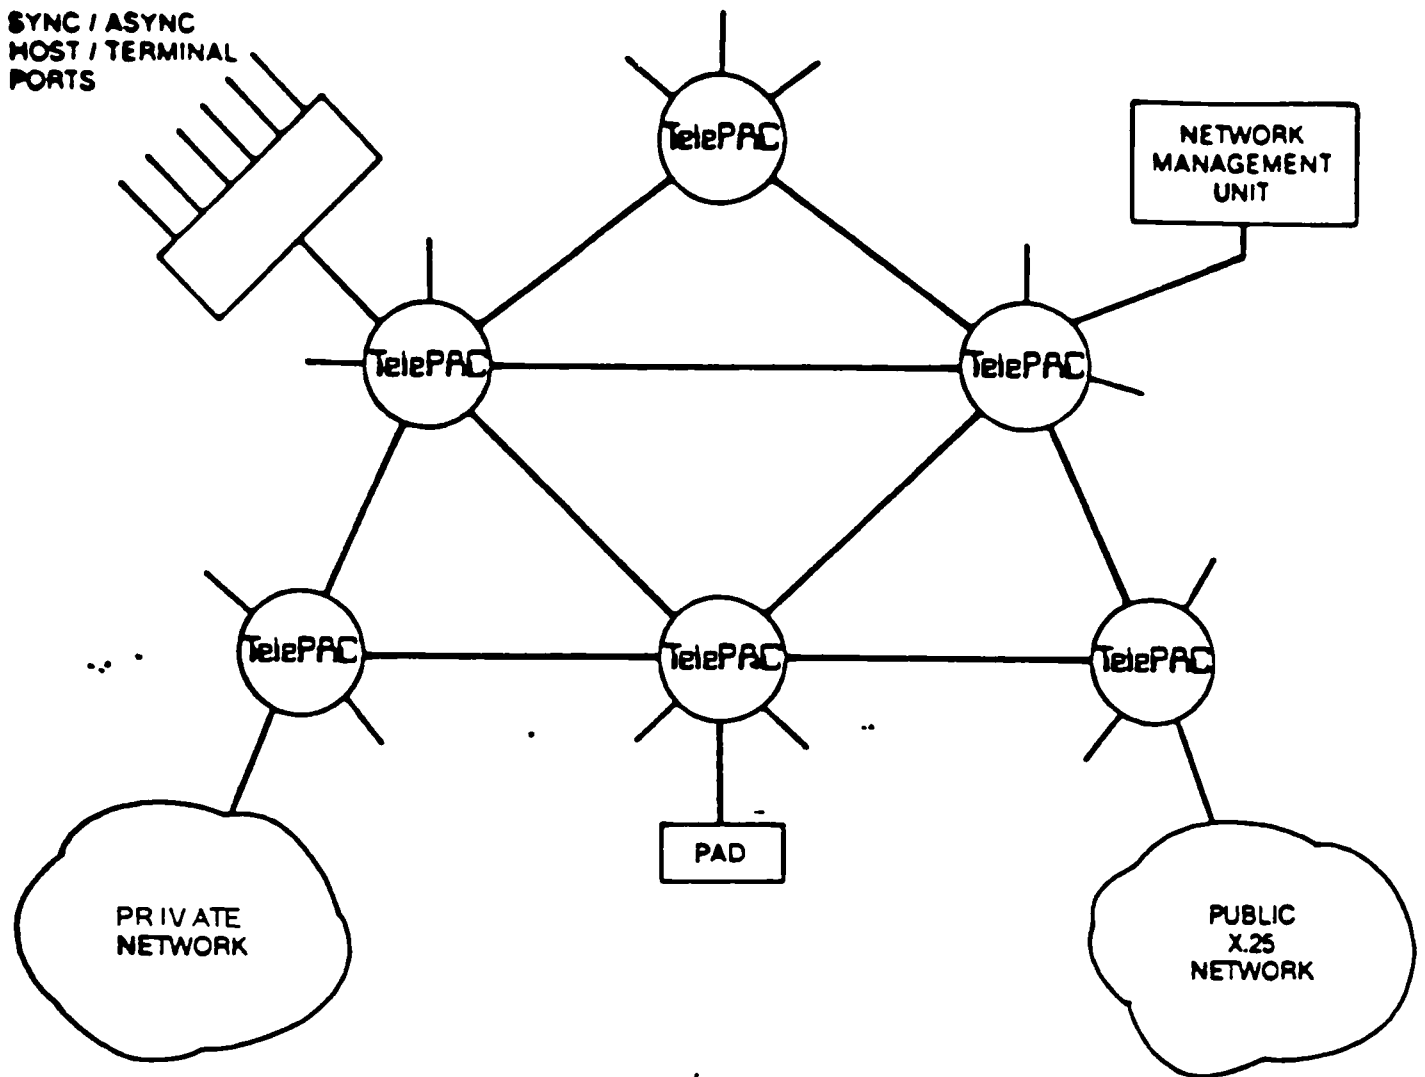 SYNC / ASYNC
HOST / TERMINAL
PORTS
TelePAC
NETWORK
MANAGEMENT
UNIT
TelePAC
TelePAC
TelePAC
TelePAC
TelePAC
PAD
PRIVATE
NETWORK
PUBLIC
X.25
NETWORK